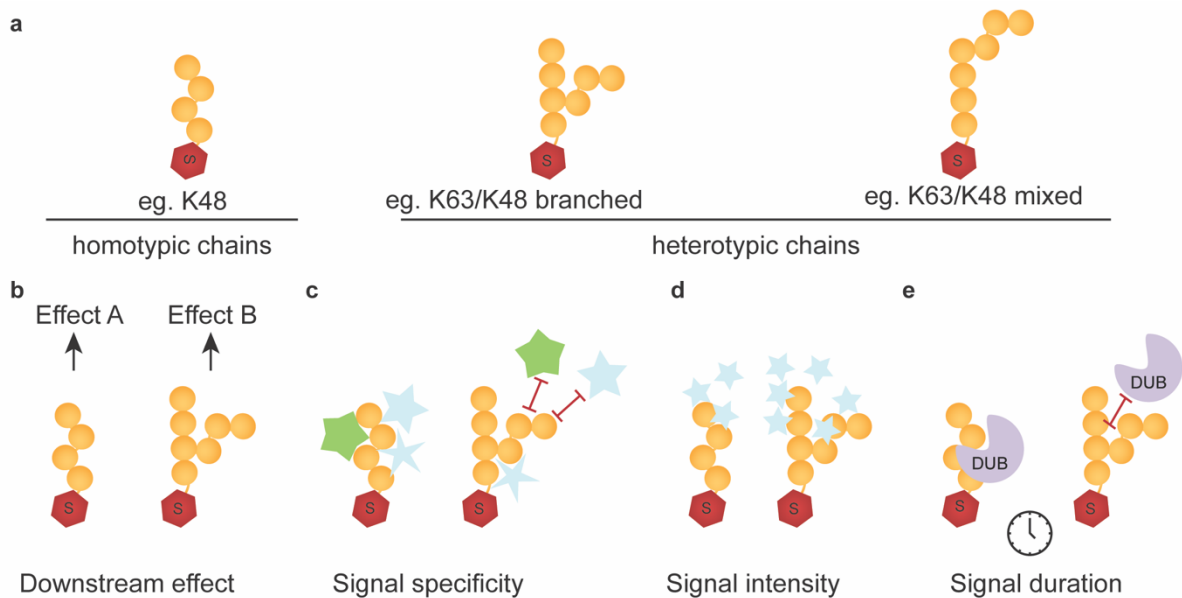 a
S
S
S
eg. K48
eg. K63/K48 branched
eg. K63/K48 mixed
homotypic chains
heterotypic chains
b
c
d
e
Effect A
Effect B
DUB
DUB
S
S
S
S
S
S
S
S
Downstream effect
Signal specificity
Signal intensity
Signal duration